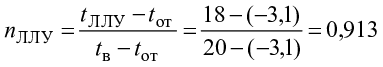 n_ЛЛУ = (t_ЛЛУ – t_от) / (t_в – t_от) = (18 – (–3,1)) / (20 – (–3,1)) = 0,913